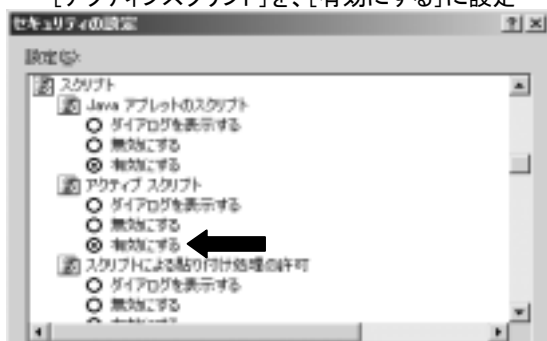 [アクティブスクリプト]を、[有効にする]に設定
セキュリティの設定
設定(S):
スクリプト
Java アプレットのスクリプト
ダイアログを表示する
無効にする
有効にする
アクティブ スクリプト
ダイアログを表示する
無効にする
有効にする
スクリプトによる貼り付け処理の許可
ダイアログを表示する
無効にする
有効にする